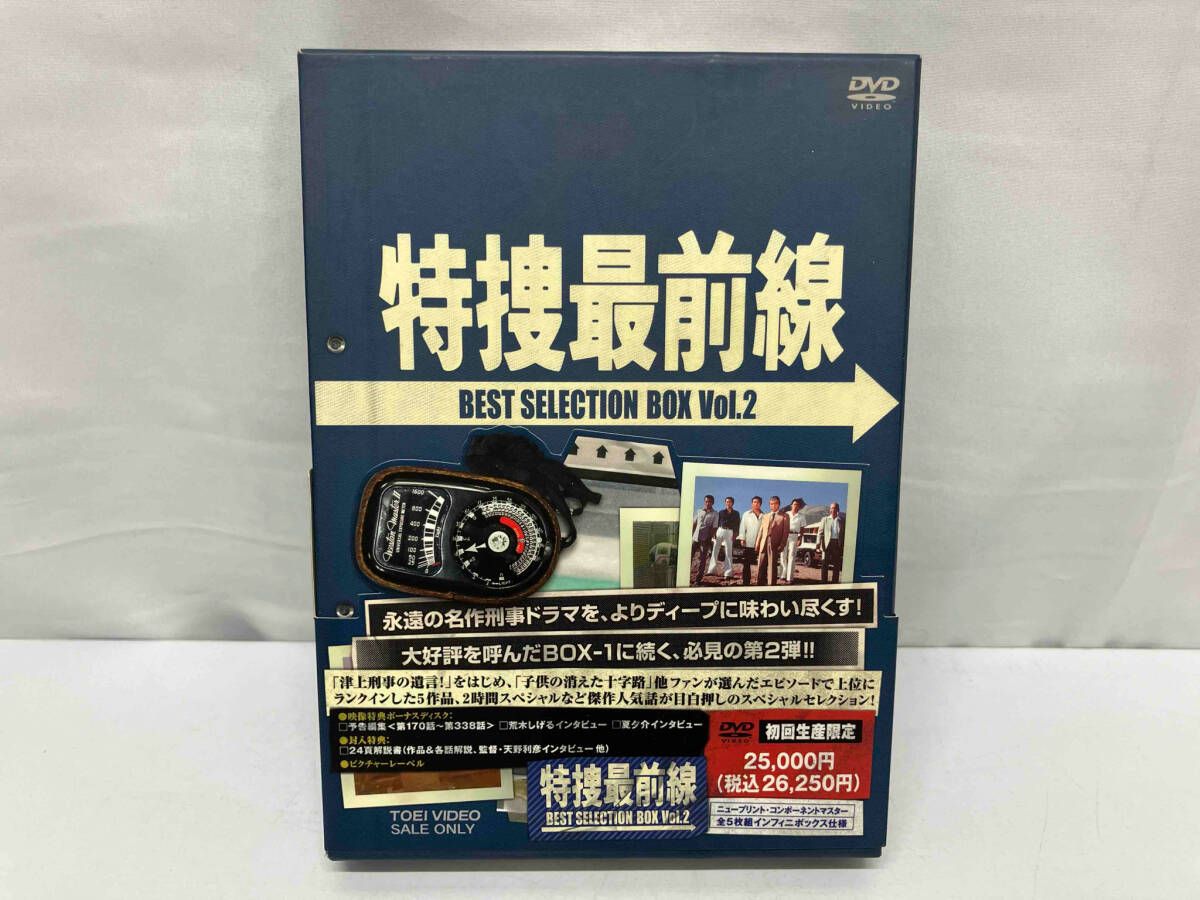 DVD
VIDEO
特捜最前線
BEST SELECTION BOX Vol.2
Weston Master II
1600
800
400
200
100
永遠の名作刑事ドラマを、よりディープに味わい尽くす!
大好評を呼んだBOX-1に続く、必見の第2弾!!
「津上刑事の遺言!」をはじめ、「子供の消えた十字路」他ファンが選んだエピソードで上位に
ランクインした5作品、2時間スペシャルなど傑作人気話が目白押しのスペシャルセレクション!
●映像特典ボーナスディスク:
□予告編集<第170話~第338話> □荒木しげるインタビュー □夏夕介インタビュー
●封入特典:
□24頁解説書(作品&各話解説、監督・天野利彦インタビュー 他)
●ピクチャーレーベル
DVD
VIDEO
初回生産限定
25,000円
(税込26,250円)
特捜最前線
BEST SELECTION BOX Vol.2
ニュープリント・コンポーネントマスター
全5枚組インフィニボックス仕様
TOEI VIDEO
SALE ONLY